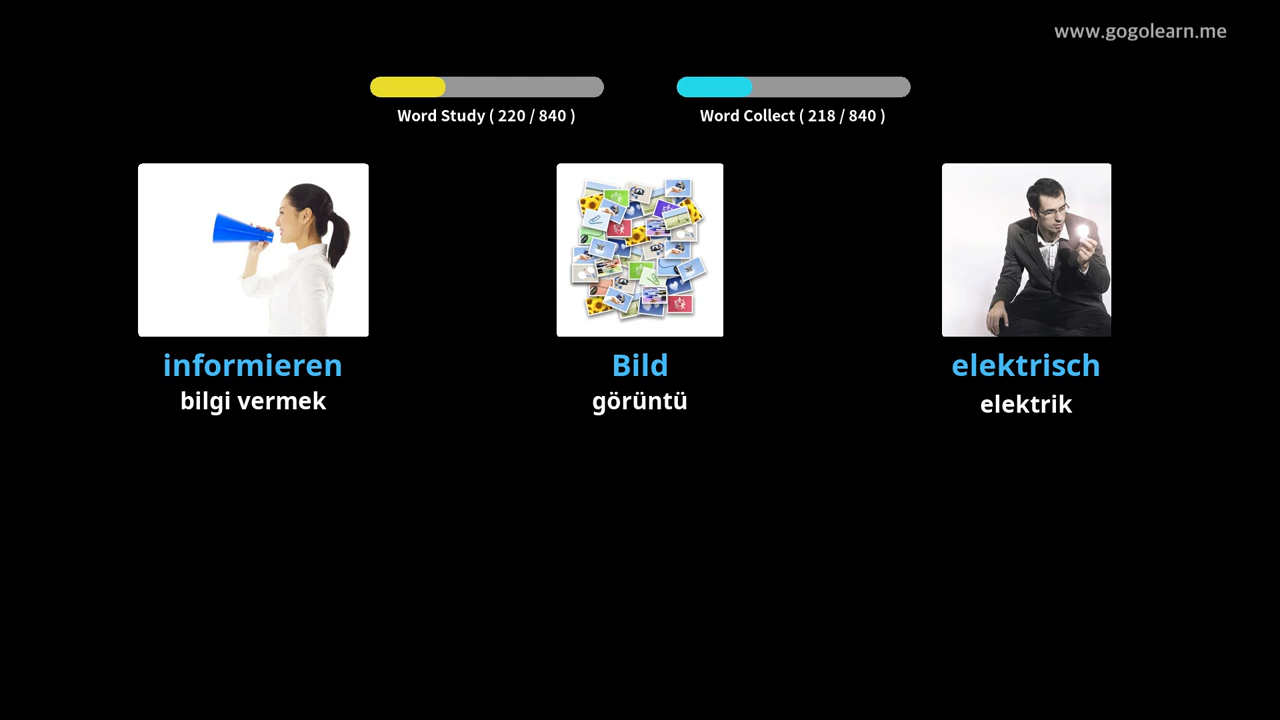 www.gogolearn.me
Word Study ( 220 / 840 )
Word Collect ( 218 / 840 )
informieren
bilgi vermek
Bild
görüntü
elektrisch
elektrik